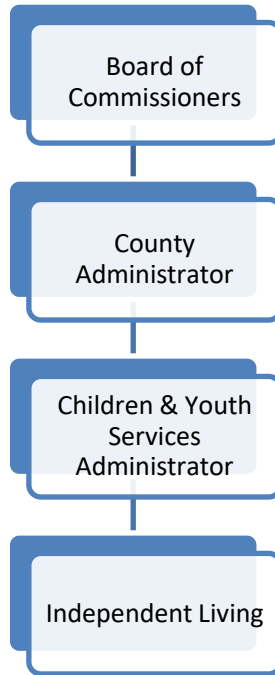 Board of
Commissioners
County
Administrator
Children & Youth
Services
Administrator
Independent Living